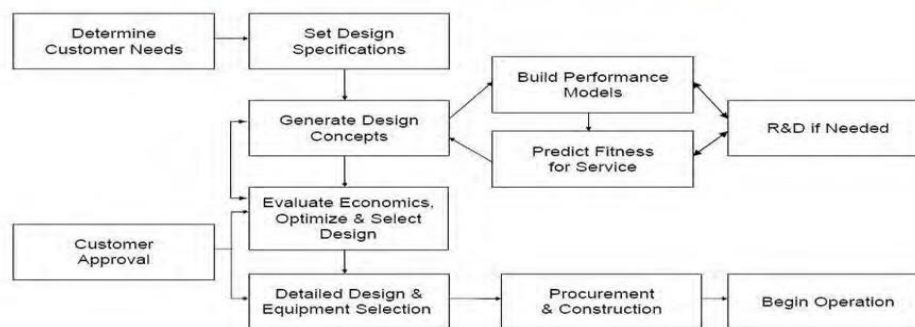 Determine
Customer Needs
Set Design
Specifications
Build Performance
Models
Generate Design
Concepts
R&D if Needed
Predict Fitness
for Service
Evaluate Economics,
Optimize & Select
Design
Customer
Approval
Detailed Design &
Equipment Selection
Procurement
& Construction
Begin Operation